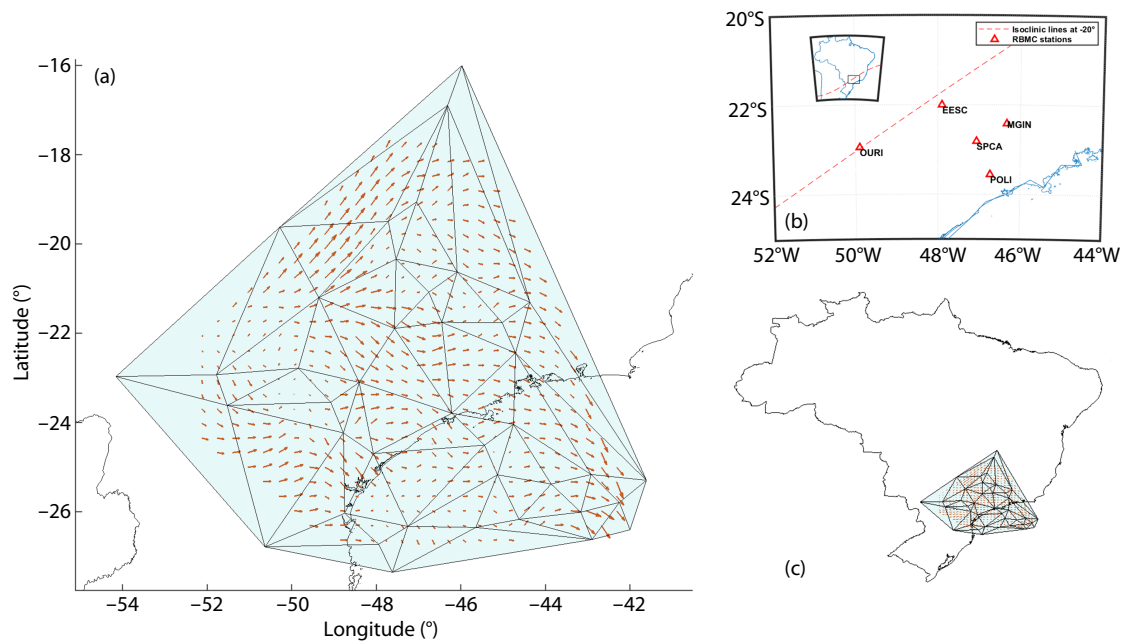 (a)
Latitude (°)
−16
−18
−20
−22
−24
−26
−54
−52
−50
−48
−46
−44
−42
Longitude (°)
20°S
22°S
24°S
Isoclinic lines at -20°
RBMC stations
EESC
MGIN
SPCA
OURI
POLI
(b)
52°W
50°W
48°W
46°W
44°W
(c)